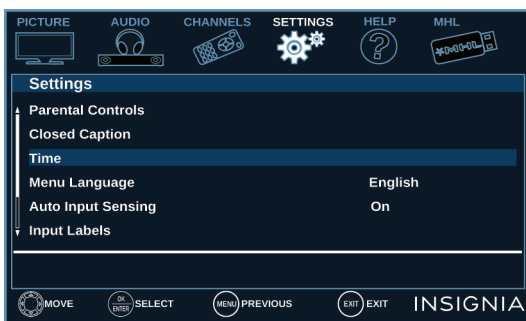 PICTURE AUDIO CHANNELS SETTINGS HELP MHL
MHL
Settings
Parental Controls
Closed Caption
Time
Menu Language English
Auto Input Sensing On
Input Labels
MOVE OK ENTER SELECT MENU PREVIOUS EXIT EXIT INSIGNIA